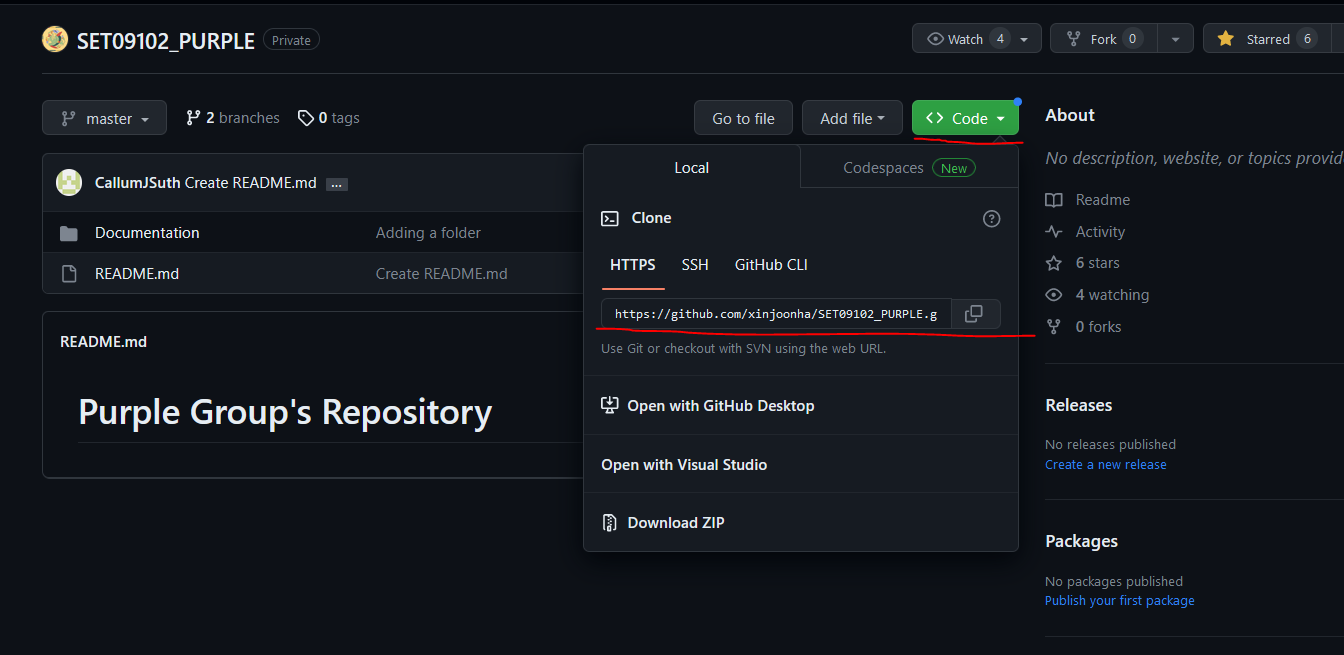 SET09102_PURPLE Private
Watch 4 Fork 0 Starred 6
master 2 branches 0 tags Go to file Add file Code
CallumJSuth Create README.md ...
Documentation Adding a folder
README.md Create README.md
README.md
Purple Group's Repository
Local Codespaces New
Clone
HTTPS SSH GitHub CLI
https://github.com/xinjoonha/SET09102_PURPLE.g
Use Git or checkout with SVN using the web URL.
Open with GitHub Desktop
Open with Visual Studio
Download ZIP
About
No description, website, or topics provid
Readme
Activity
6 stars
4 watching
0 forks
Releases
No releases published
Create a new release
Packages
No packages published
Publish your first package